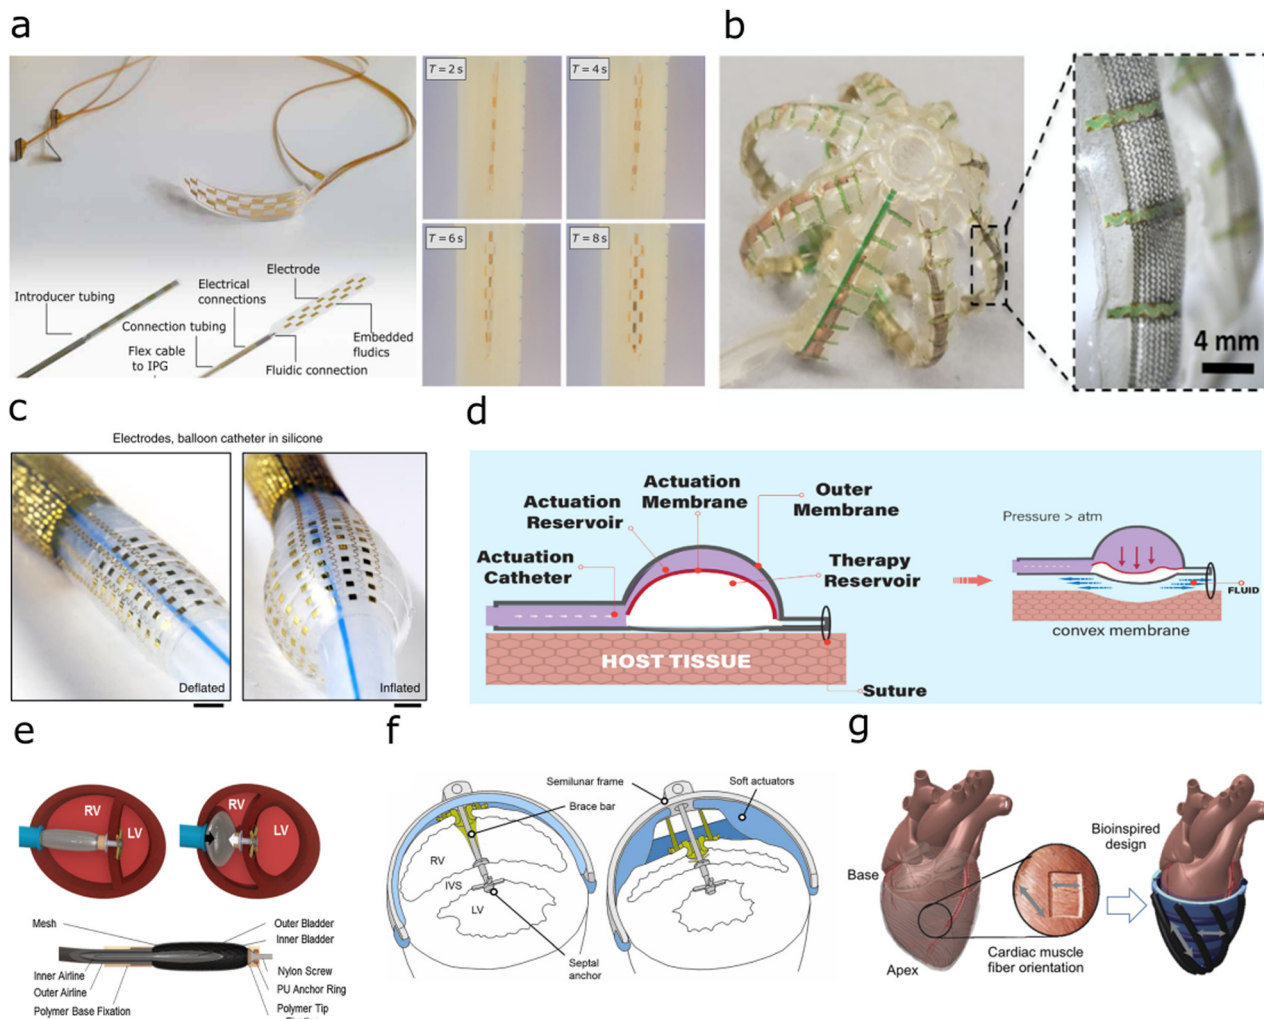 a
T = 2 s
T = 4 s
T = 6 s
T = 8 s
Introducer tubing
Electrical
connections
Electrode
Connection tubing
Flex cable
to IPG
Embedded
fludics
Fluidic connection
b
4 mm
c
Electrodes, balloon catheter in silicone
Deflated
Inflated
d
Actuation
Membrane
Outer
Membrane
Actuation
Reservoir
Actuation
Catheter
Therapy
Reservoir
HOST TISSUE
Suture
Pressure > atm
FLUID
convex membrane
e
RV
LV
RV
LV
Mesh
Outer Bladder
Inner Bladder
Inner Airline
Outer Airline
Polymer Base Fixation
Nylon Screw
PU Anchor Ring
Polymer Tip
f
Semilunar frame
Soft actuators
Brace bar
RV
IVS
LV
Septal
anchor
g
Base
Apex
Cardiac muscle
fiber orientation
Bioinspired
design